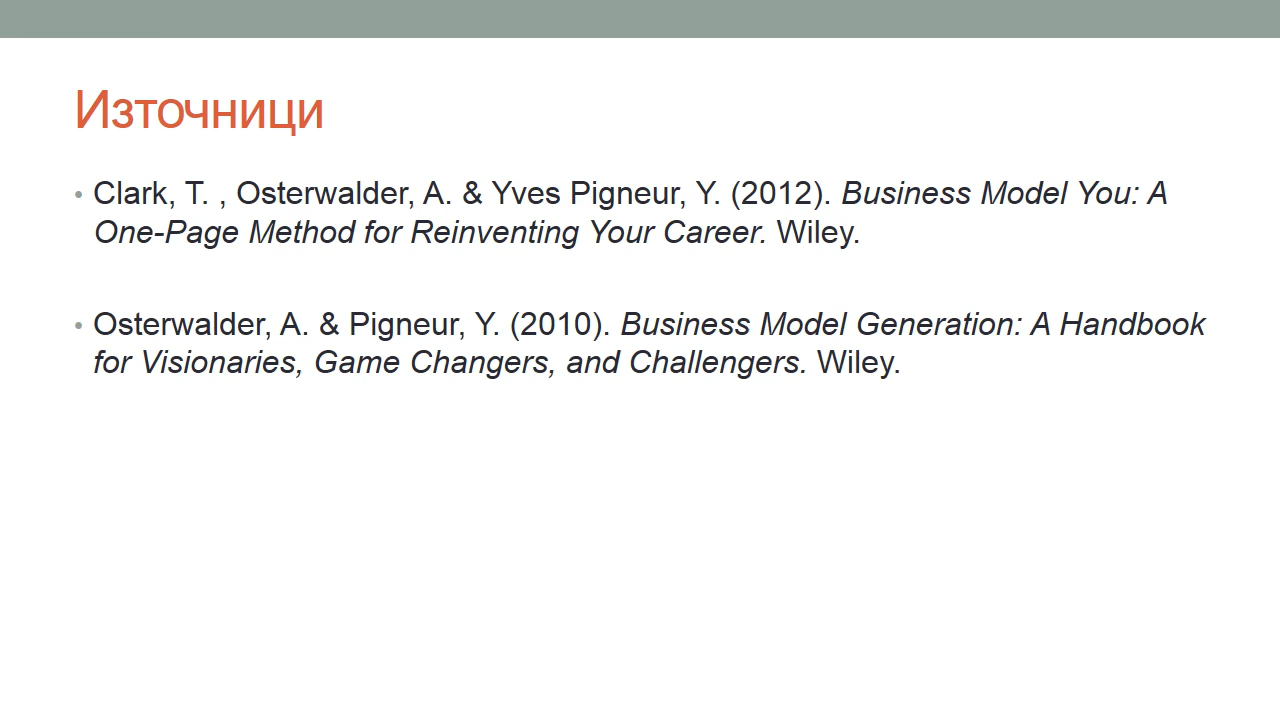 Източници
• Clark, T. , Osterwalder, A. & Yves Pigneur, Y. (2012). Business Model You: A
One-Page Method for Reinventing Your Career. Wiley.
• Osterwalder, A. & Pigneur, Y. (2010). Business Model Generation: A Handbook
for Visionaries, Game Changers, and Challengers. Wiley.